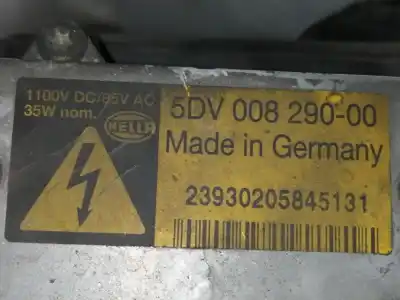 1100V DC/85V AC
35W nom.
HELLA
5DV 008 290-00
Made in Germany
23930205845131